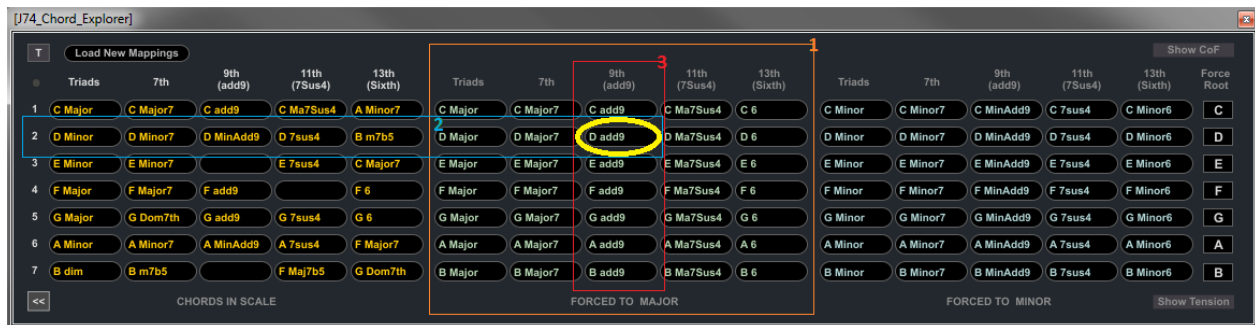 [J74_Chord_Explorer]
T Load New Mappings 1 Show CoF
3
Triads 7th 9th (add9) 11th (7Sus4) 13th (Sixth) Triads 7th 9th (add9) 11th (7Sus4) 13th (Sixth) Triads 7th 9th (add9) 11th (7Sus4) 13th (Sixth) Force Root
1 C Major C Major7 C add9 C Ma7Sus4 A Minor7 C Major C Major7 C add9 C Ma7Sus4 C 6 C Minor C Minor7 C MinAdd9 C 7sus4 C Minor6 C
2
2 D Minor D Minor7 D MinAdd9 D 7sus4 B m7b5 D Major D Major7 D add9 D Ma7Sus4 D 6 D Minor D Minor7 D MinAdd9 D 7sus4 D Minor6 D
3 E Minor E Minor7 E 7sus4 C Major7 E Major E Major7 E add9 E Ma7Sus4 E 6 E Minor E Minor7 E MinAdd9 E 7sus4 E Minor6 E
4 F Major F Major7 F add9 F 6 F Major F Major7 F add9 F Ma7Sus4 F 6 F Minor F Minor7 F MinAdd9 F 7sus4 F Minor6 F
5 G Major G Dom7th G add9 G 7sus4 G 6 G Major G Major7 G add9 G Ma7Sus4 G 6 G Minor G Minor7 G MinAdd9 G 7sus4 G Minor6 G
6 A Minor A Minor7 A MinAdd9 A 7sus4 F Major7 A Major A Major7 A add9 A Ma7Sus4 A 6 A Minor A Minor7 A MinAdd9 A 7sus4 A Minor6 A
7 B dim B m7b5 F Maj7b5 G Dom7th B Major B Major7 B add9 B Ma7Sus4 B 6 B Minor B Minor7 B MinAdd9 B 7sus4 B Minor6 B
<< CHORDS IN SCALE FORCED TO MAJOR FORCED TO MINOR Show Tension